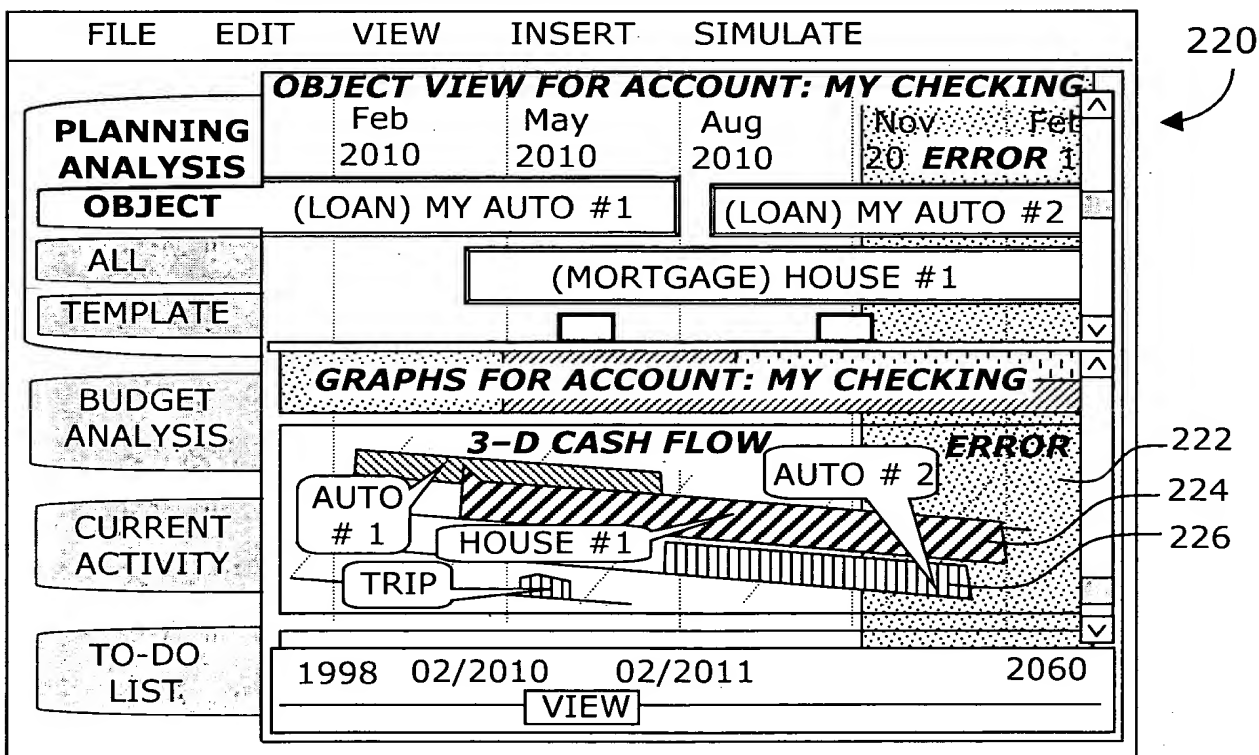 FILE EDIT VIEW INSERT SIMULATE
220
OBJECT VIEW FOR ACCOUNT: MY CHECKING
PLANNING
ANALYSIS
OBJECT
ALL
TEMPLATE
BUDGET
ANALYSIS
CURRENT
ACTIVITY
TO-DO
LIST
Feb May Aug Nov Feb
2010 2010 2010 20 ERROR 1
(LOAN) MY AUTO #1 (LOAN) MY AUTO #2
(MORTGAGE) HOUSE #1
GRAPHS FOR ACCOUNT: MY CHECKING
3-D CASH FLOW ERROR
AUTO
# 1
HOUSE #1
AUTO # 2
TRIP
222
224
226
1998 02/2010 02/2011 2060
VIEW